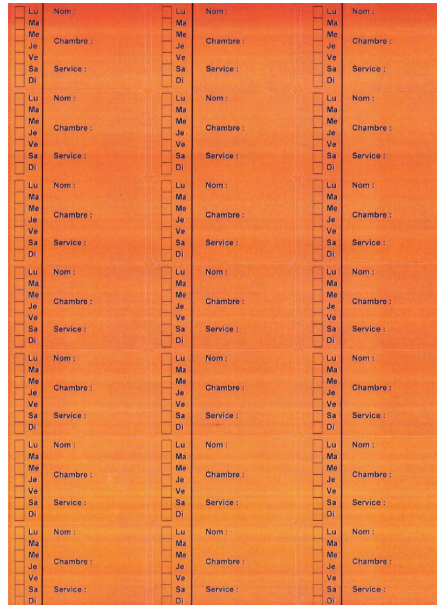 Lu Nom : Lu Nom : Lu Nom :
Ma Ma Ma
Me Me Me
Chambre : Chambre : Chambre :
Je Je Je
Ve Ve Ve
Sa Service : Sa Service : Sa Service :
Di Di Di
Lu Nom : Lu Nom : Lu Nom :
Ma Ma Ma
Me Me Me
Chambre : Chambre : Chambre :
Je Je Je
Ve Ve Ve
Sa Service : Sa Service : Sa Service :
Di Di Di
Lu Nom : Lu Nom : Lu Nom :
Ma Ma Ma
Me Me Me
Chambre : Chambre : Chambre :
Je Je Je
Ve Ve Ve
Sa Service : Sa Service : Sa Service :
Di Di Di
Lu Nom : Lu Nom : Lu Nom :
Ma Ma Ma
Me Me Me
Chambre : Chambre : Chambre :
Je Je Je
Ve Ve Ve
Sa Service : Sa Service : Sa Service :
Di Di Di
Lu Nom : Lu Nom : Lu Nom :
Ma Ma Ma
Me Me Me
Chambre : Chambre : Chambre :
Je Je Je
Ve Ve Ve
Sa Service : Sa Service : Sa Service :
Di Di Di
Lu Nom : Lu Nom : Lu Nom :
Ma Ma Ma
Me Me Me
Chambre : Chambre : Chambre :
Je Je Je
Ve Ve Ve
Sa Service : Sa Service : Sa Service :
Di Di Di
Lu Nom : Lu Nom : Lu Nom :
Ma Ma Ma
Me Me Me
Chambre : Chambre : Chambre :
Je Je Je
Ve Ve Ve
Sa Service : Sa Service : Sa Service :
Di Di Di